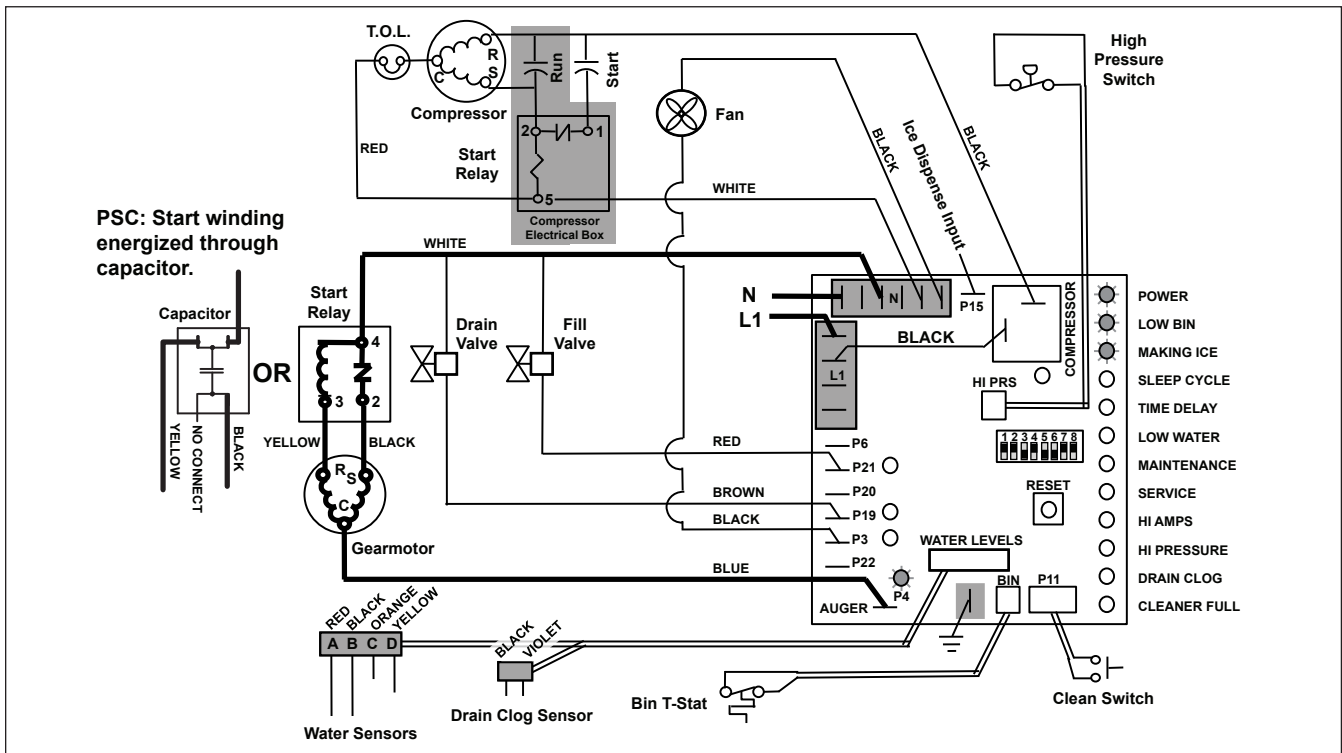 T.O.L.
R
S
C
Compressor
Run
Start
2
1
Start
Relay
5
Compressor
Electrical Box
RED
WHITE
Fan
BLACK
Ice Dispense Input
BLACK
High
Pressure
Switch
PSC: Start winding
energized through
capacitor.
WHITE
Capacitor
OR
YELLOW
NO CONNECT
BLACK
Start
Relay
4
3
2
YELLOW
BLACK
R
S
C
Gearmotor
Drain
Valve
Fill
Valve
N
L1
N
P15
L1
BLACK
COMPRESSOR
HI PRS
1 2 3 4 5 6 7 8
RESET
RED
BROWN
BLACK
BLUE
P6
P21
P20
P19
P3
P22
P4
AUGER
WATER LEVELS
BIN
P11
POWER
LOW BIN
MAKING ICE
SLEEP CYCLE
TIME DELAY
LOW WATER
MAINTENANCE
SERVICE
HI AMPS
HI PRESSURE
DRAIN CLOG
CLEANER FULL
RED
BLACK
ORANGE
YELLOW
A B C D
Water Sensors
BLACK
VIOLET
Drain Clog Sensor
Bin T-Stat
Clean Switch